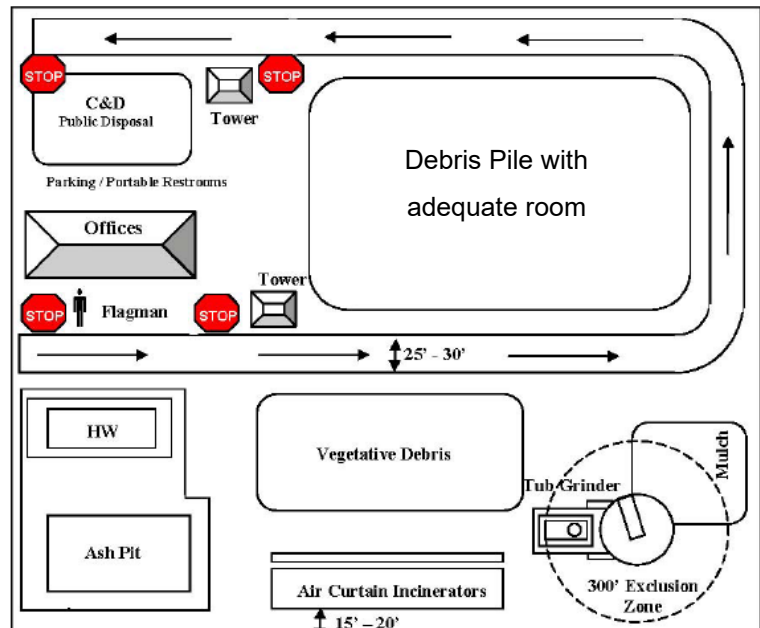 STOP
STOP
C&D
Public Disposal
Tower
Debris Pile with
adequate room
Parking / Portable Restrooms
Offices
Tower
STOP
Flagman
STOP
25' - 30'
HW
Vegetative Debris
Mulch
Tub Grinder
Ash Pit
Air Curtain Incinerators
300' Exclusion
Zone
15' – 20'